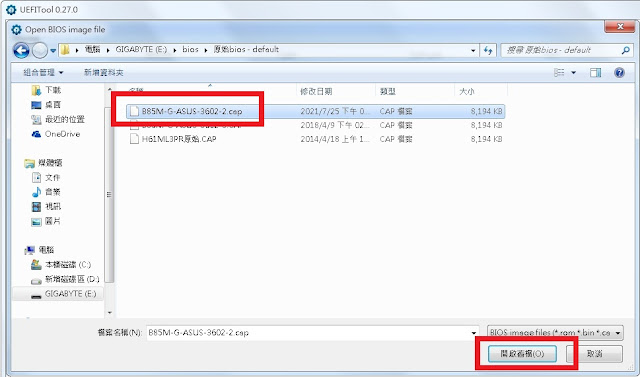 UEFITool 0.27.0
Open BIOS image file
電腦 ▸ GIGABYTE (E:) ▸ bios ▸ 原始bios - default
搜尋 原始bios - default
組合管理 新增資料夾
名稱 修改日期 類型 大小
下載
桌面
最近的位置
OneDrive
媒體櫃
文件
音樂
視訊
圖片
電腦
本機磁碟 (C:)
新增磁碟區 (D:)
GIGABYTE (E:)
B85M-G-ASUS-3602-2.cap 2021/7/25 下午 0... CAP 檔案 8,194 KB
2018/4/9 下午 02... CAP 檔案 8,194 KB
H61ML3PR原始.CAP 2014/4/18 上午 1... CAP 檔案 8,194 KB
檔案名稱(N): B85M-G-ASUS-3602-2.cap
BIOS image files (*.rom *.bin *.ca
開啟舊檔(O) 取消